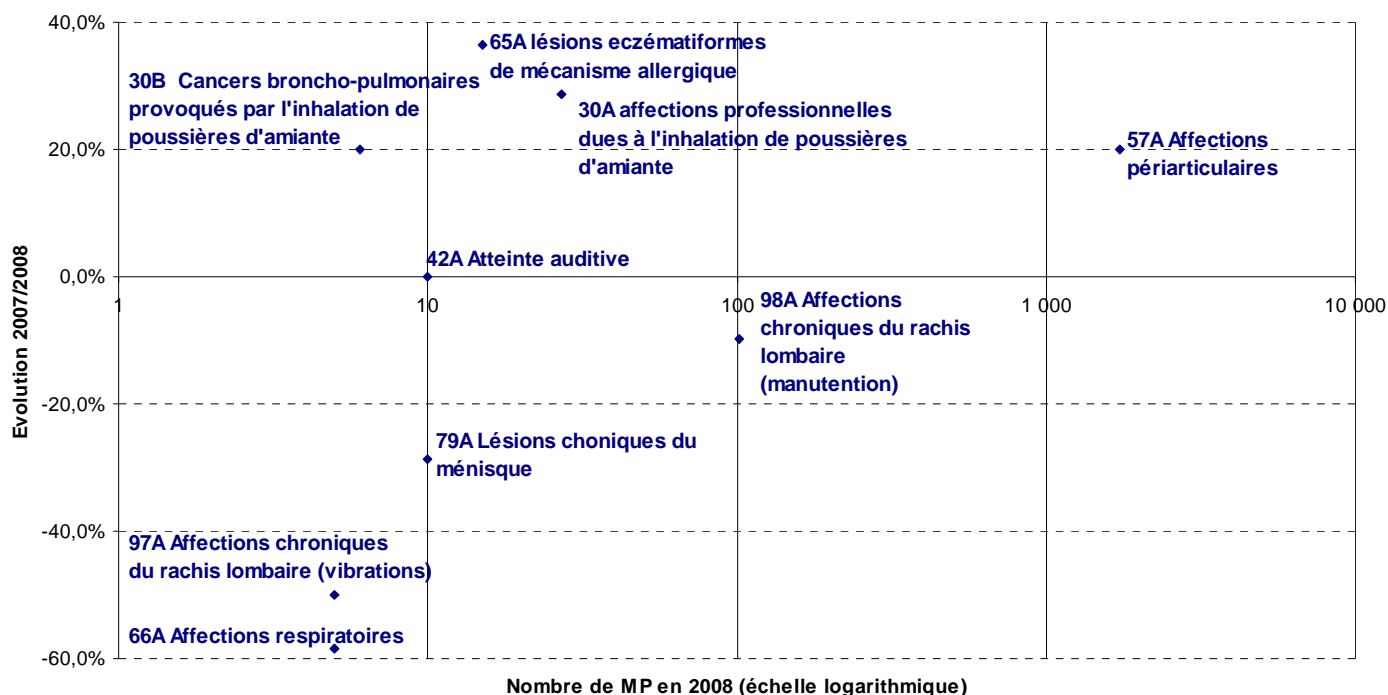 40,0%
65A lésions eczématiformes
de mécanisme allergique
30B Cancers broncho-pulmonaires
provoqués par l'inhalation de
poussières d'amiante
30A affections professionnelles
dues à l'inhalation de poussières
d'amiante
57A Affections
périarticulaires
20,0%
42A Atteinte auditive
0,0%
1
10
100
1 000
10 000
98A Affections
chroniques du rachis
lombaire
(manutention)
-20,0%
79A Lésions choniques du
ménisque
-40,0%
97A Affections chroniques
du rachis lombaire (vibrations)
66A Affections respiratoires
-60,0%
Evolution 2007/2008
Nombre de MP en 2008 (échelle logarithmique)